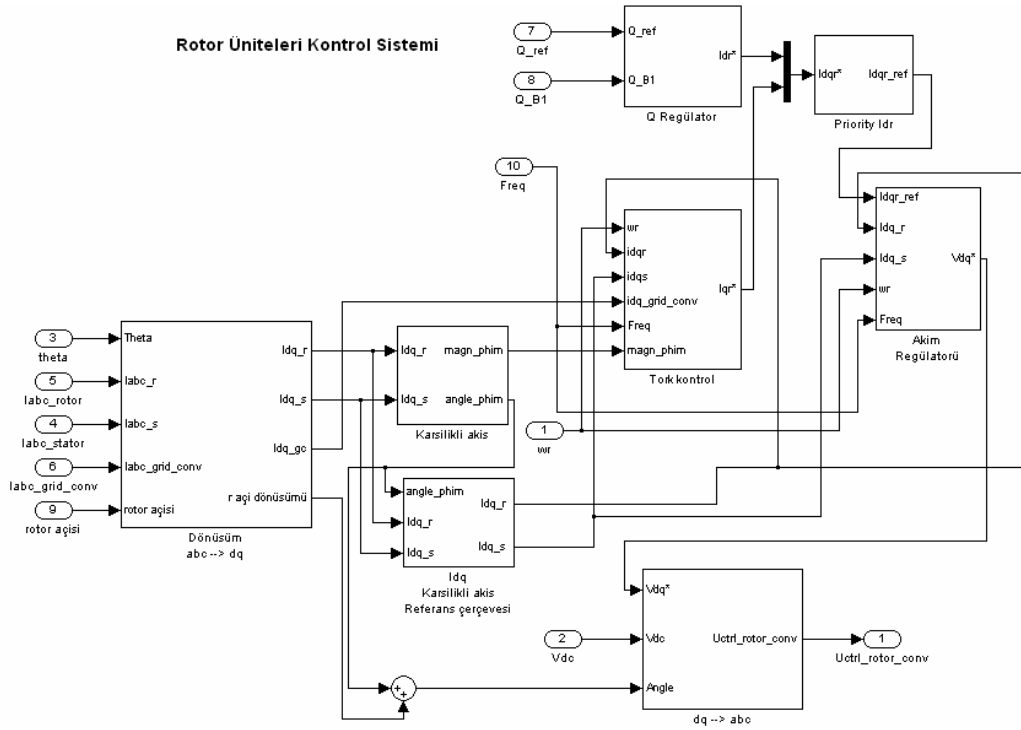 Rotor Üniteleri Kontrol Sistemi
7
Q_ref
8
Q_B1
Q_ref
Q_B1
Idr*
Q Regülator
Idqr*
Idqr_ref
Priority Idr
10
Freq
wr
idqr
idqs
idq_grid_conv
Freq
magn_phim
Iqr*
Tork kontrol
Idqr_ref
Idq_r
Idq_s
wr
Freq
Vdq*
Akim
Regülatorü
3
theta
5
Iabc_rotor
4
Iabc_stator
6
Iabc_grid_conv
9
rotor açisi
Theta
Iabc_r
Iabc_s
Iabc_grid_conv
rotor açisi
Idq_r
Idq_s
Idq_gc
r açi dönüsümü
Dönüsüm
abc --> dq
Idq_r
Idq_s
magn_phim
angle_phim
Karsilikli akis
1
wr
angle_phim
Idq_r
Idq_s
Idq_r
Idq_s
Idq
Karsilikli akis
Referans çerçevesi
2
Vdc
Vdq*
Vdc
Angle
Uctrl_rotor_conv
dq --> abc
1
Uctrl_rotor_conv
+
+